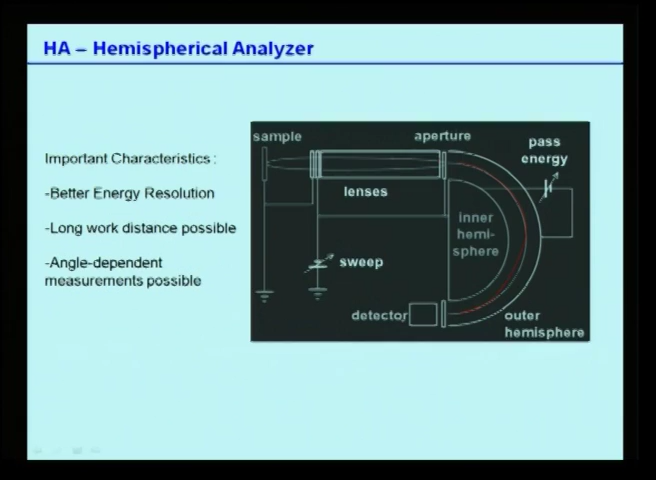 HA – Hemispherical Analyzer
Important Characteristics :
-Better Energy Resolution
-Long work distance possible
-Angle-dependent
measurements possible
sample
aperture
pass
energy
lenses
inner
hemi-
sphere
sweep
detector
outer
hemisphere